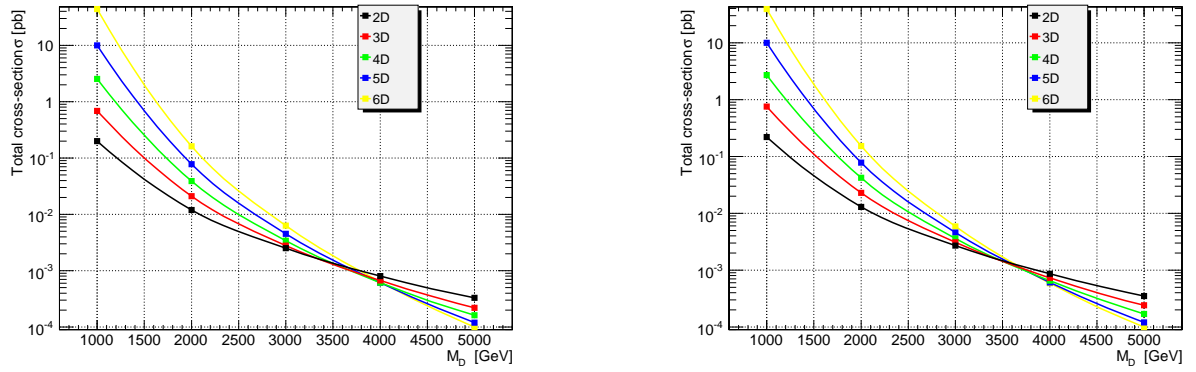 Total cross-section σ [pb]
10
1
10-1
10-2
10-3
10-4
1000 1500 2000 2500 3000 3500 4000 4500 5000
MD [GeV]
2D
3D
4D
5D
6D
Total cross-section σ [pb]
10
1
10-1
10-2
10-3
10-4
1000 1500 2000 2500 3000 3500 4000 4500 5000
MD [GeV]
2D
3D
4D
5D
6D